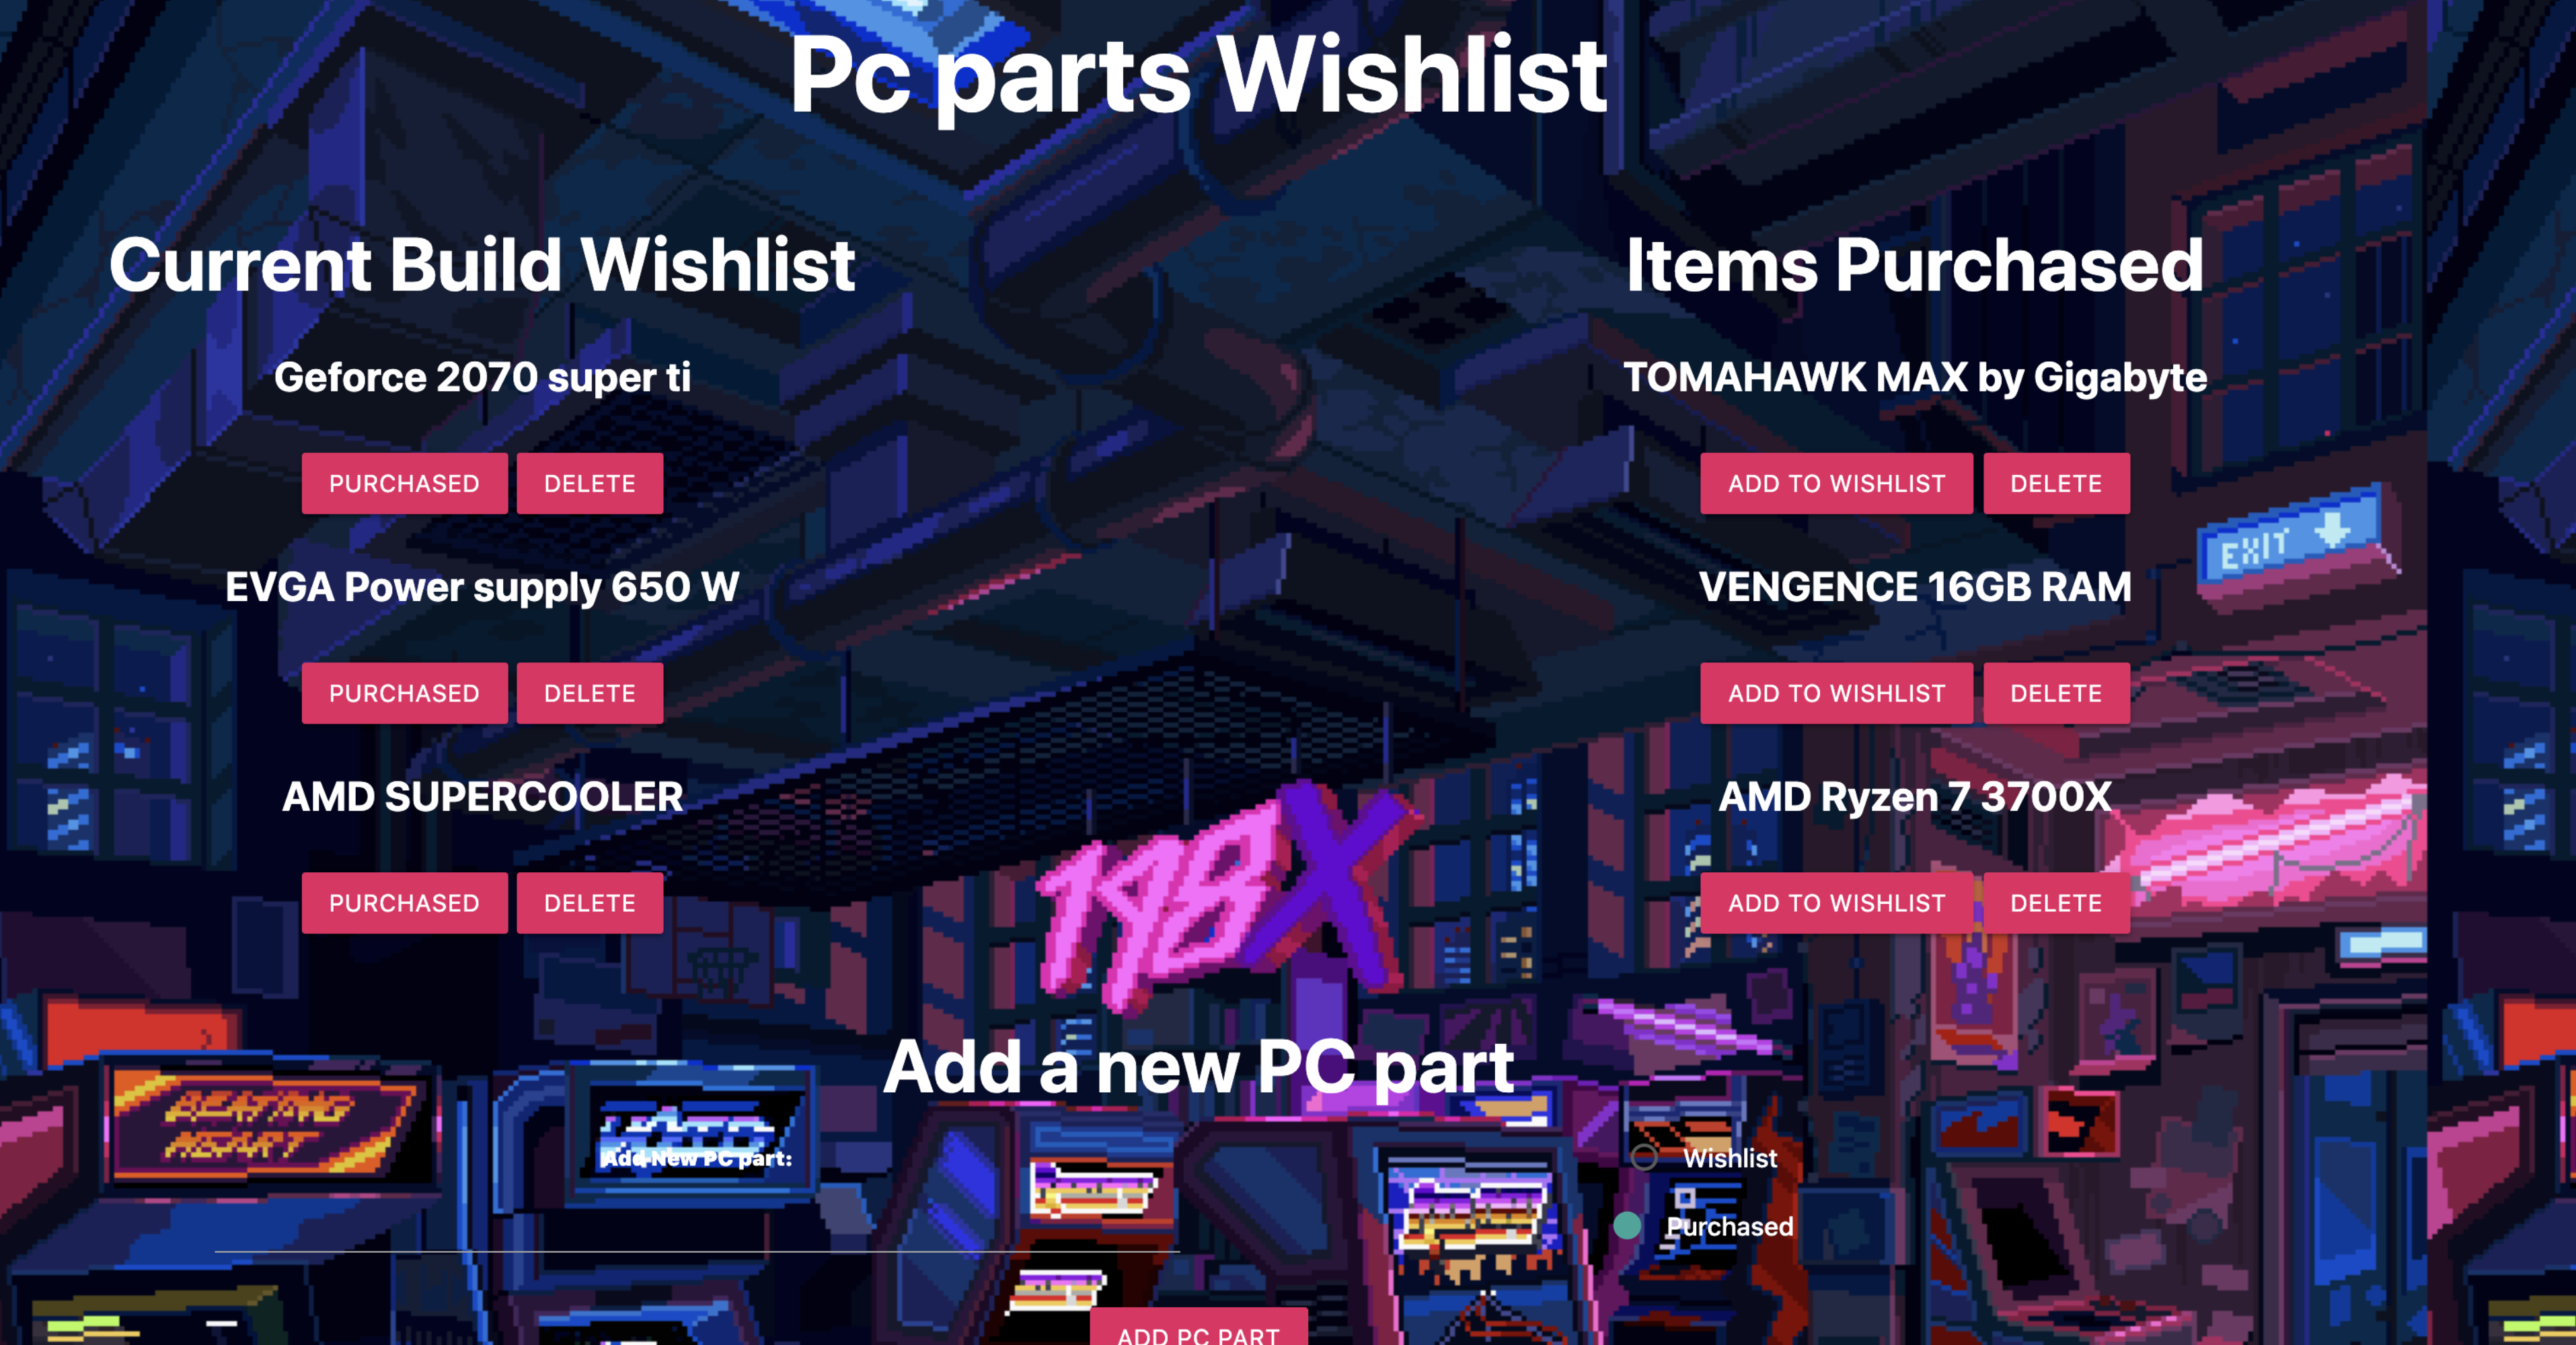 Pc parts Wishlist
Current Build Wishlist
Geforce 2070 super ti
PURCHASED DELETE
EVGA Power supply 650 W
PURCHASED DELETE
AMD SUPERCOOLER
PURCHASED DELETE
Items Purchased
TOMAHAWK MAX by Gigabyte
ADD TO WISHLIST DELETE
VENGENCE 16GB RAM
ADD TO WISHLIST DELETE
AMD Ryzen 7 3700X
ADD TO WISHLIST DELETE
EXIT
198X
Add a new PC part
BEATING
HEART
Add New PC part:
Wishlist
Purchased
ADD PC PART